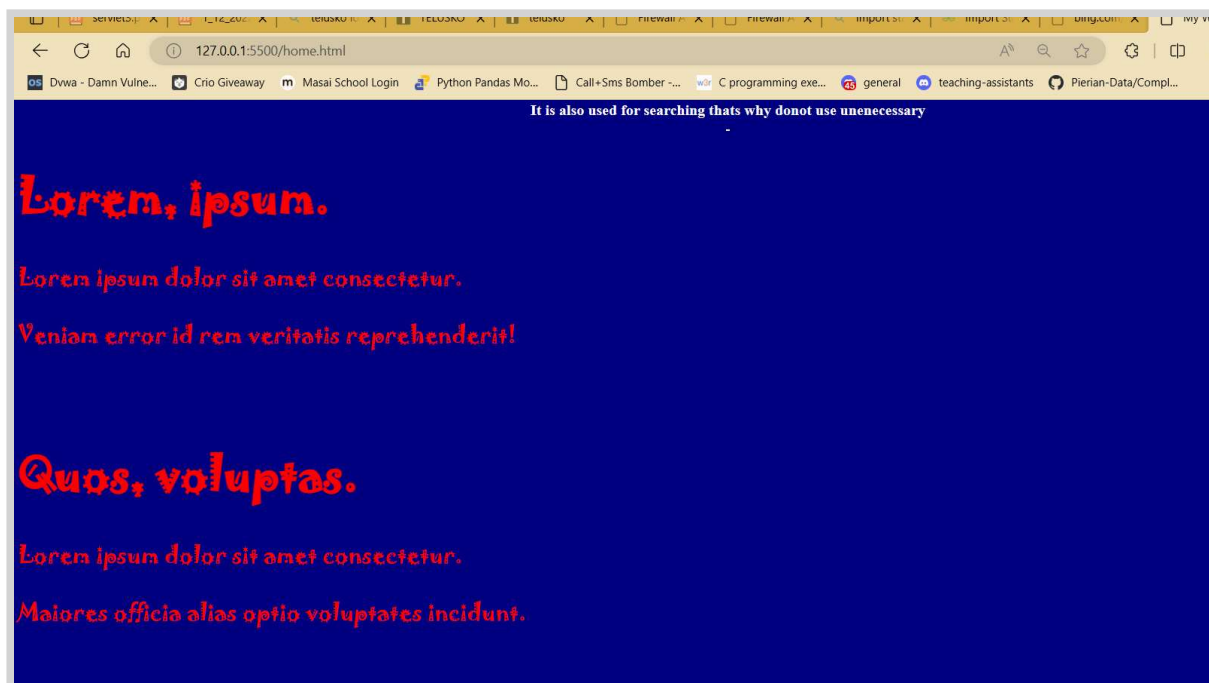 127.0.0.1:5500/home.html
Dvwa - Damn Vulne... Crio Giveaway Masai School Login Python Pandas Mo... Call+Sms Bomber -... C programming exe... general teaching-assistants Pierian-Data/Compl...
It is also used for searching thats why donot use unenecessary
-
Lorem, ipsum.
Lorem ipsum dolor sit amet consectetur.
Veniam error id rem veritatis reprehenderit!
Quos, voluptas.
Lorem ipsum dolor sit amet consectetur.
Maiores officia alias optio voluptates incidunt.